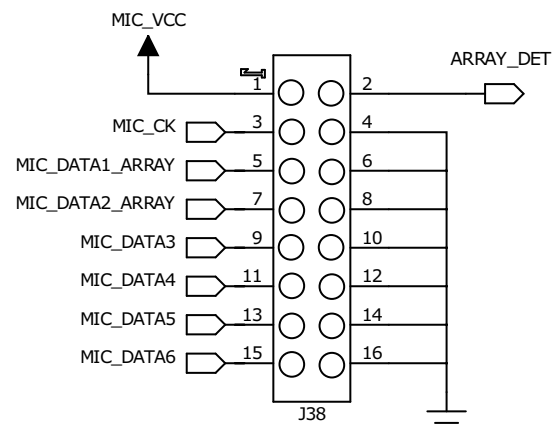 MIC_VCC
ARRAY_DET
1 2
MIC_CK 3 4
MIC_DATA1_ARRAY 5 6
MIC_DATA2_ARRAY 7 8
MIC_DATA3 9 10
MIC_DATA4 11 12
MIC_DATA5 13 14
MIC_DATA6 15 16
J38